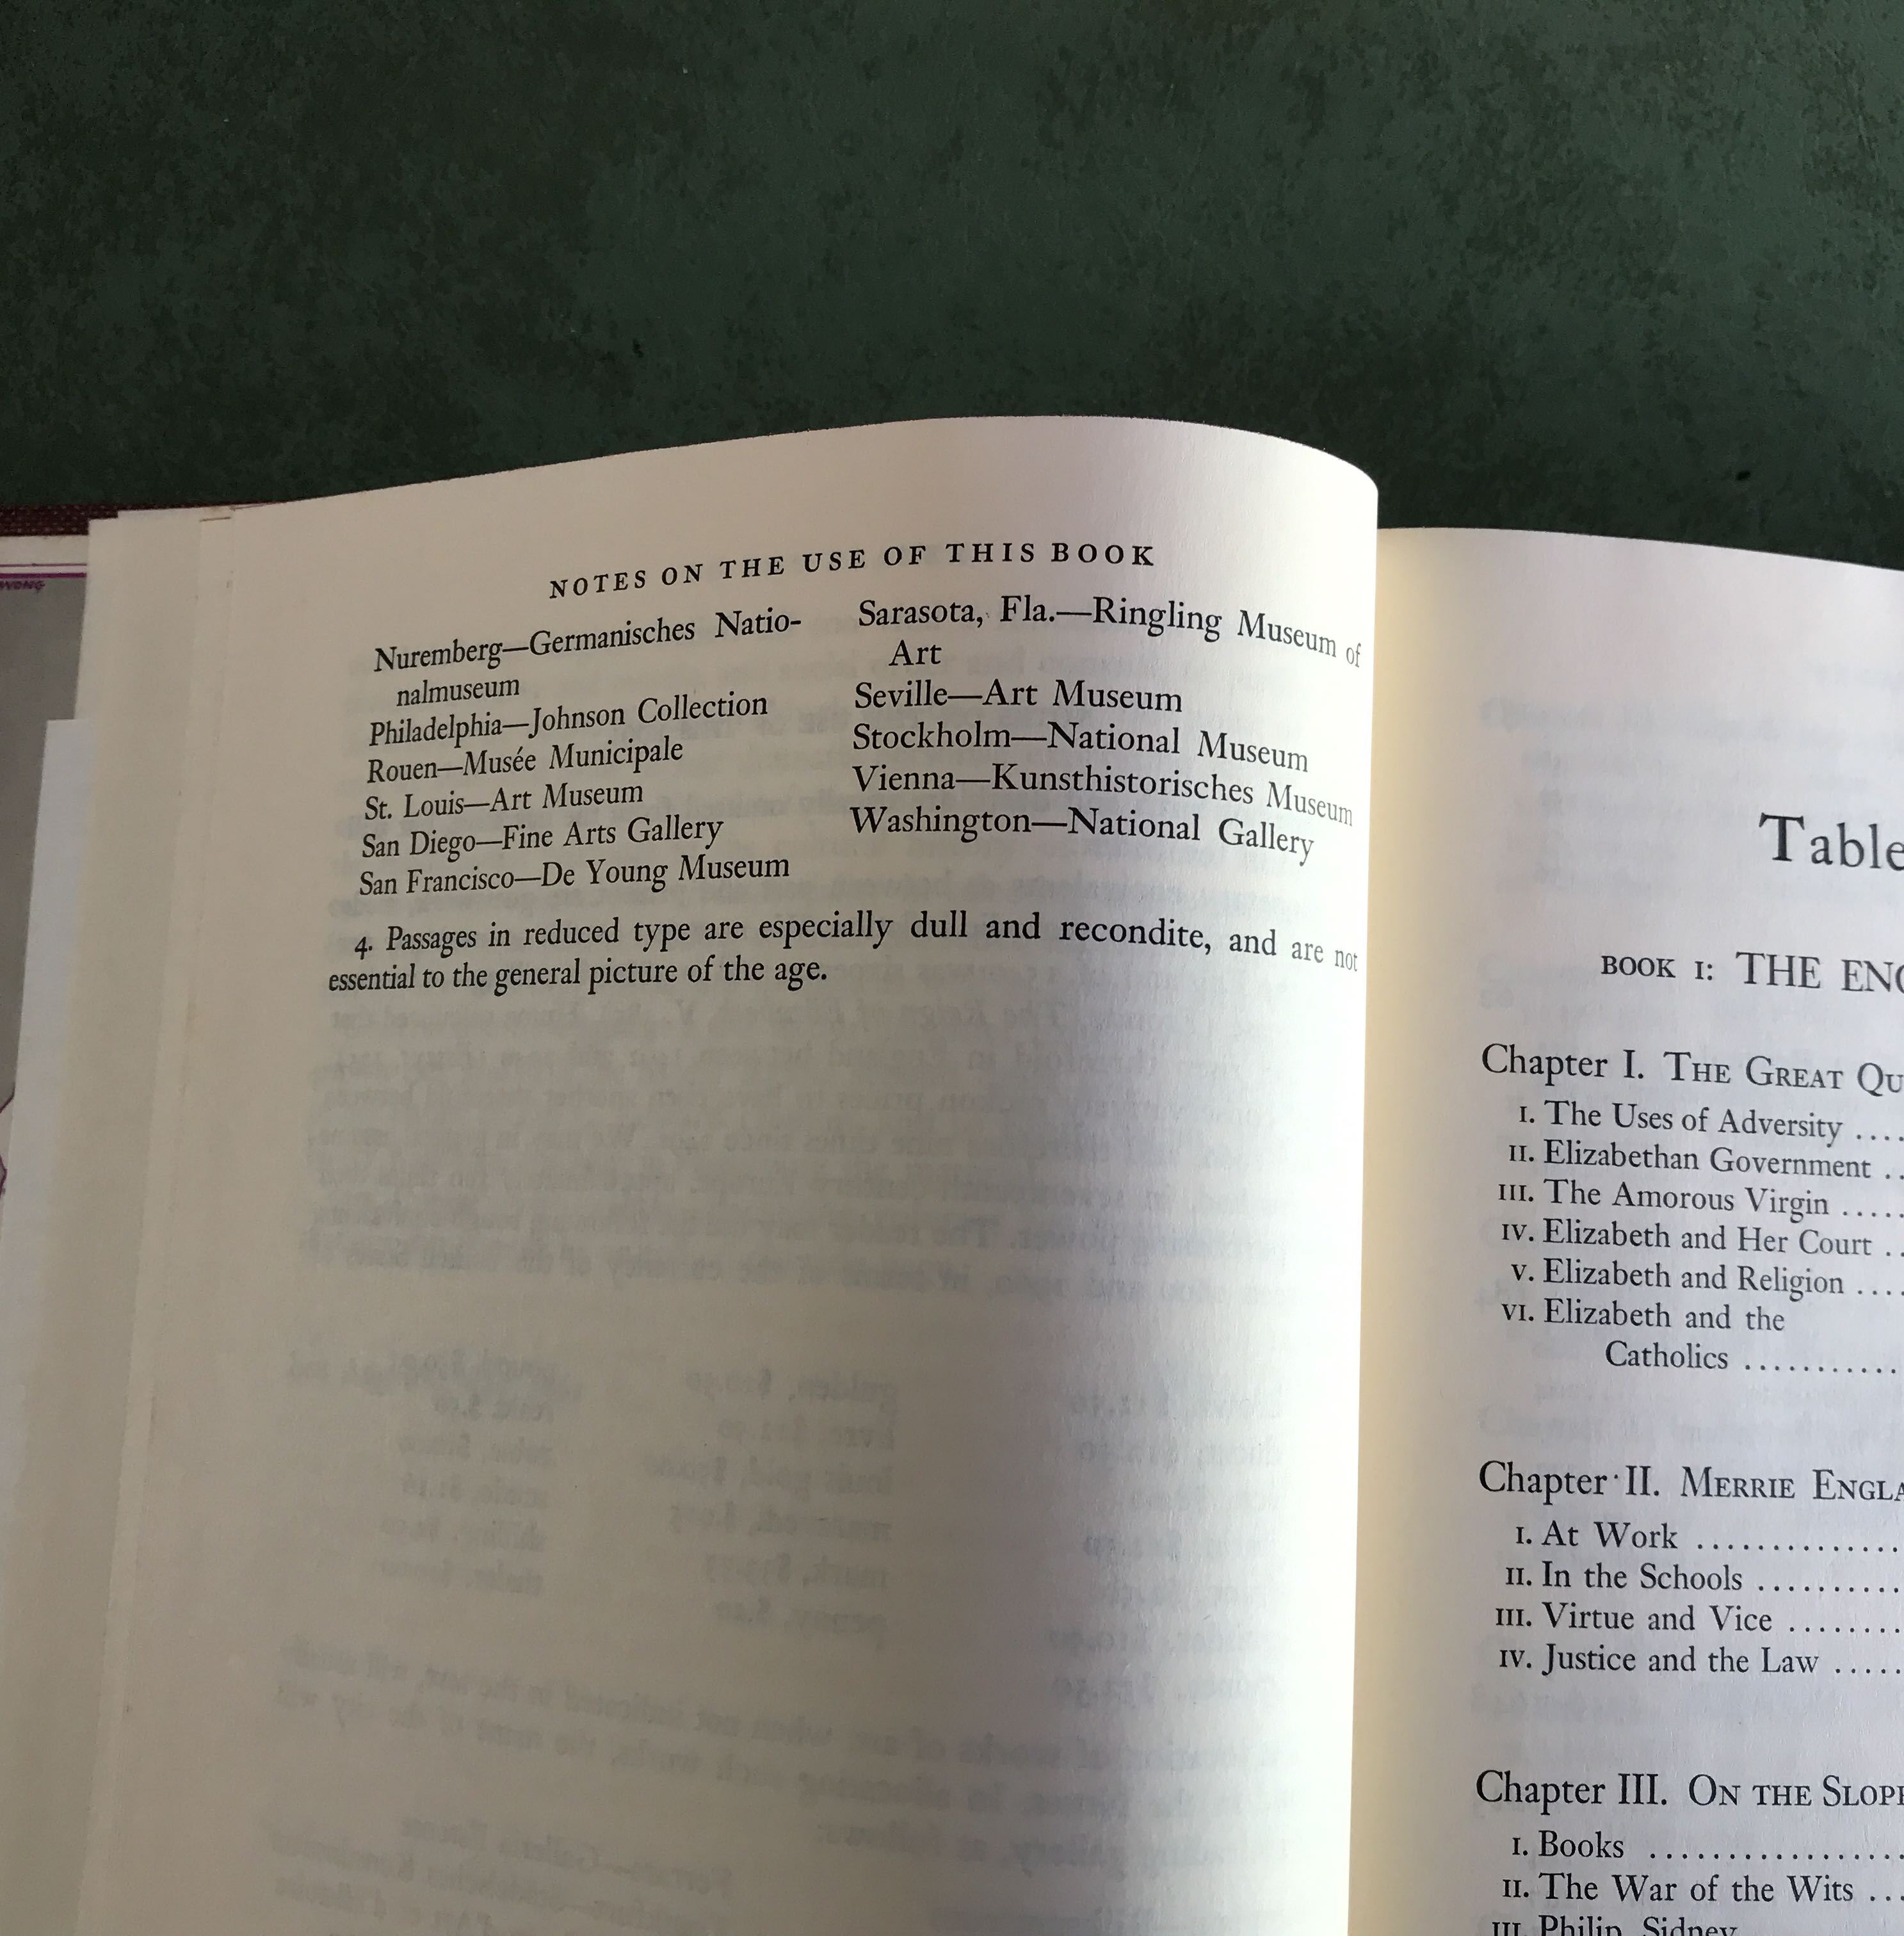 NOTES ON THE USE OF THIS BOOK
Nuremberg—Germanisches Natio-
nalmuseum
Philadelphia—Johnson Collection
Rouen—Musée Municipale
St. Louis—Art Museum
San Diego—Fine Arts Gallery
San Francisco—De Young Museum
Sarasota, Fla.—Ringling Museum of
Art
Seville—Art Museum
Stockholm—National Museum
Vienna—Kunsthistorisches Museum
Washington—National Gallery
4. Passages in reduced type are especially dull and recondite, and are not
essential to the general picture of the age.
Table
BOOK I: THE ENG
Chapter I. THE GREAT QU
I. The Uses of Adversity ....
II. Elizabethan Government ..
III. The Amorous Virgin .....
IV. Elizabeth and Her Court ..
V. Elizabeth and Religion ....
VI. Elizabeth and the
Catholics ...........
Chapter II. MERRIE ENGLA
I. At Work ..............
II. In the Schools ..........
III. Virtue and Vice ........
IV. Justice and the Law .....
Chapter III. ON THE SLOPE
I. Books .................
II. The War of the Wits ...
III. Philip Sidney